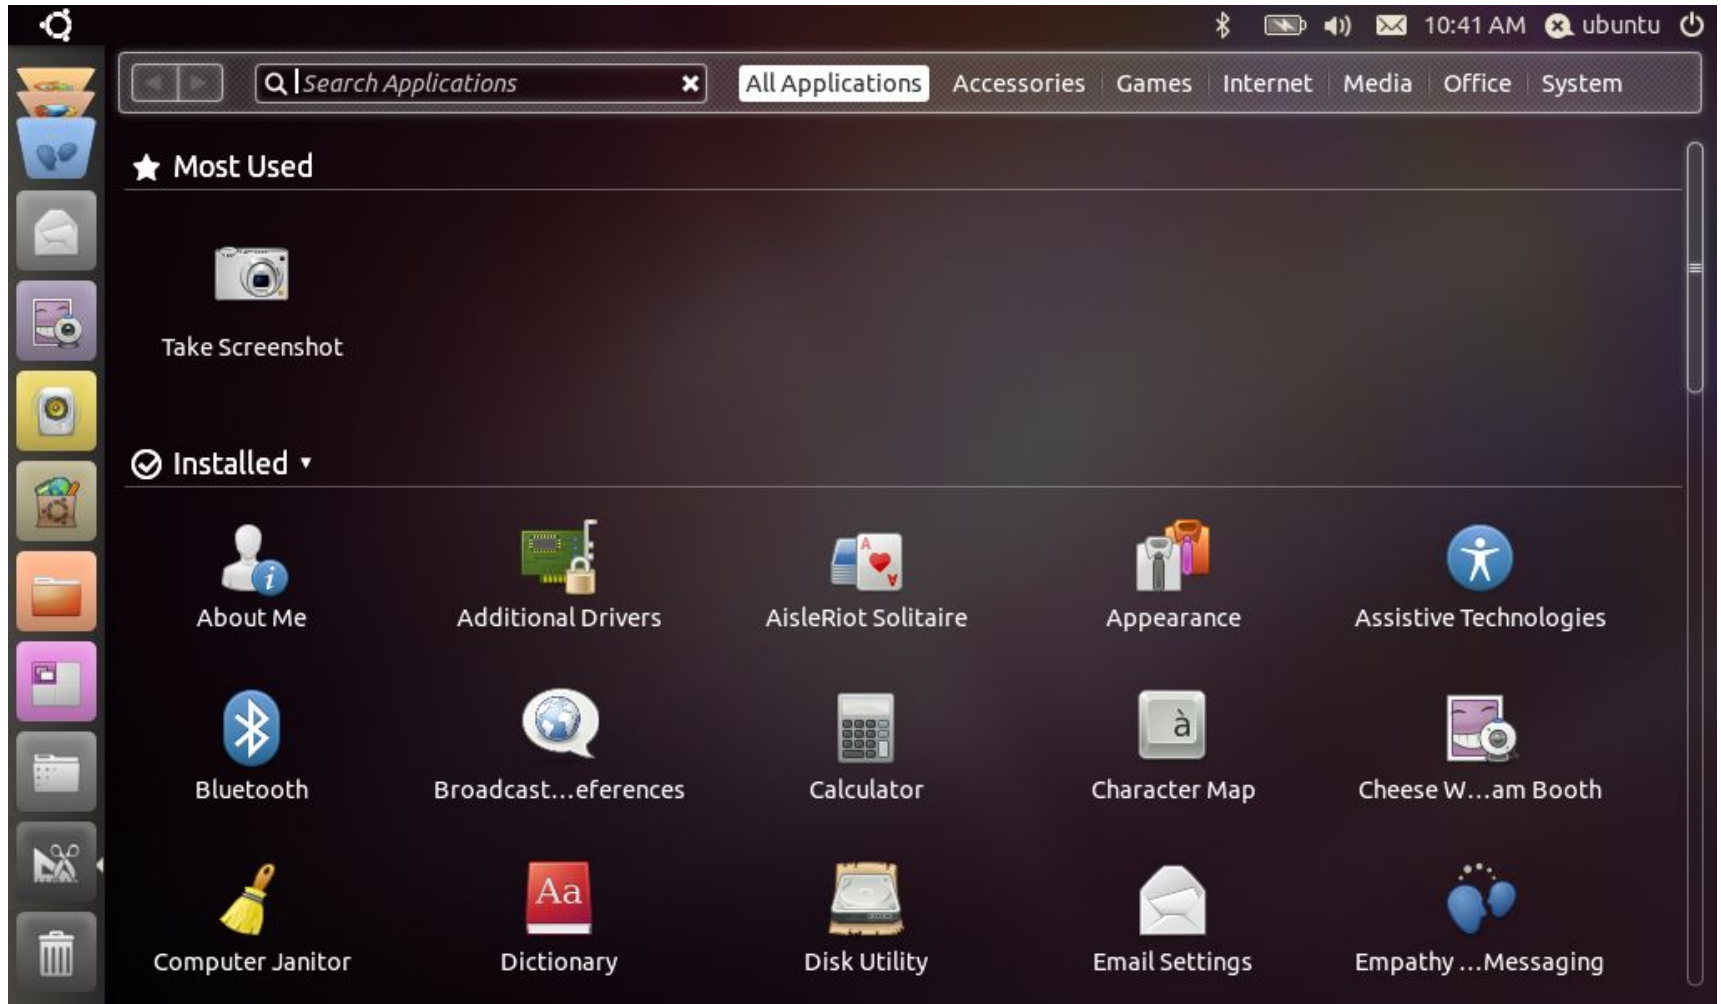 10:41 AM ubuntu
Search Applications All Applications Accessories Games Internet Media Office System
Most Used
Take Screenshot
Installed
About Me Additional Drivers AisleRiot Solitaire Appearance Assistive Technologies
à
Bluetooth Broadcast...eferences Calculator Character Map Cheese W...am Booth
Aa
Computer Janitor Dictionary Disk Utility Email Settings Empathy ...Messaging